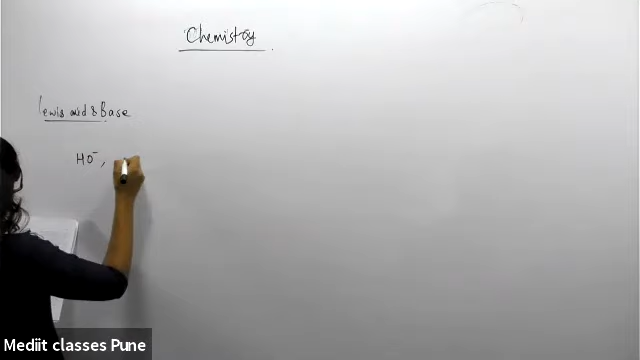 Chemistry
Lewis acid & Base
HO⁻,
Mediit classes Pune